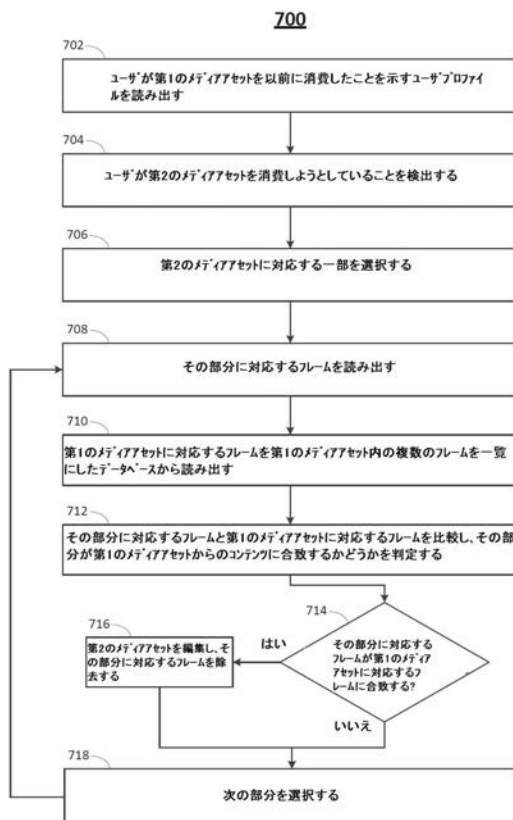 700
702
ユーザが第1のメディアアセットを以前に消費したことを示すユーザプロファイ
ルを読み出す
704
ユーザが第2のメディアアセットを消費しようとしていることを検出する
706
第2のメディアアセットに対応する一部を選択する
708
その部分に対応するフレームを読み出す
710
第1のメディアアセットに対応するフレームを第1のメディアアセット内の複数のフレームを一覧
にしたデータベースから読み出す
712
その部分に対応するフレームと第1のメディアアセットに対応するフレームを比較し、その部
分が第1のメディアアセットからのコンテンツに合致するかどうかを判定する
714
その部分に対応する
フレームが第1のメディ
アアセットに対応するフ
レームに合致する?
はい
716
第2のメディアアセットを編集し、そ
の部分に対応するフレームを除
去する
いいえ
718
次の部分を選択する